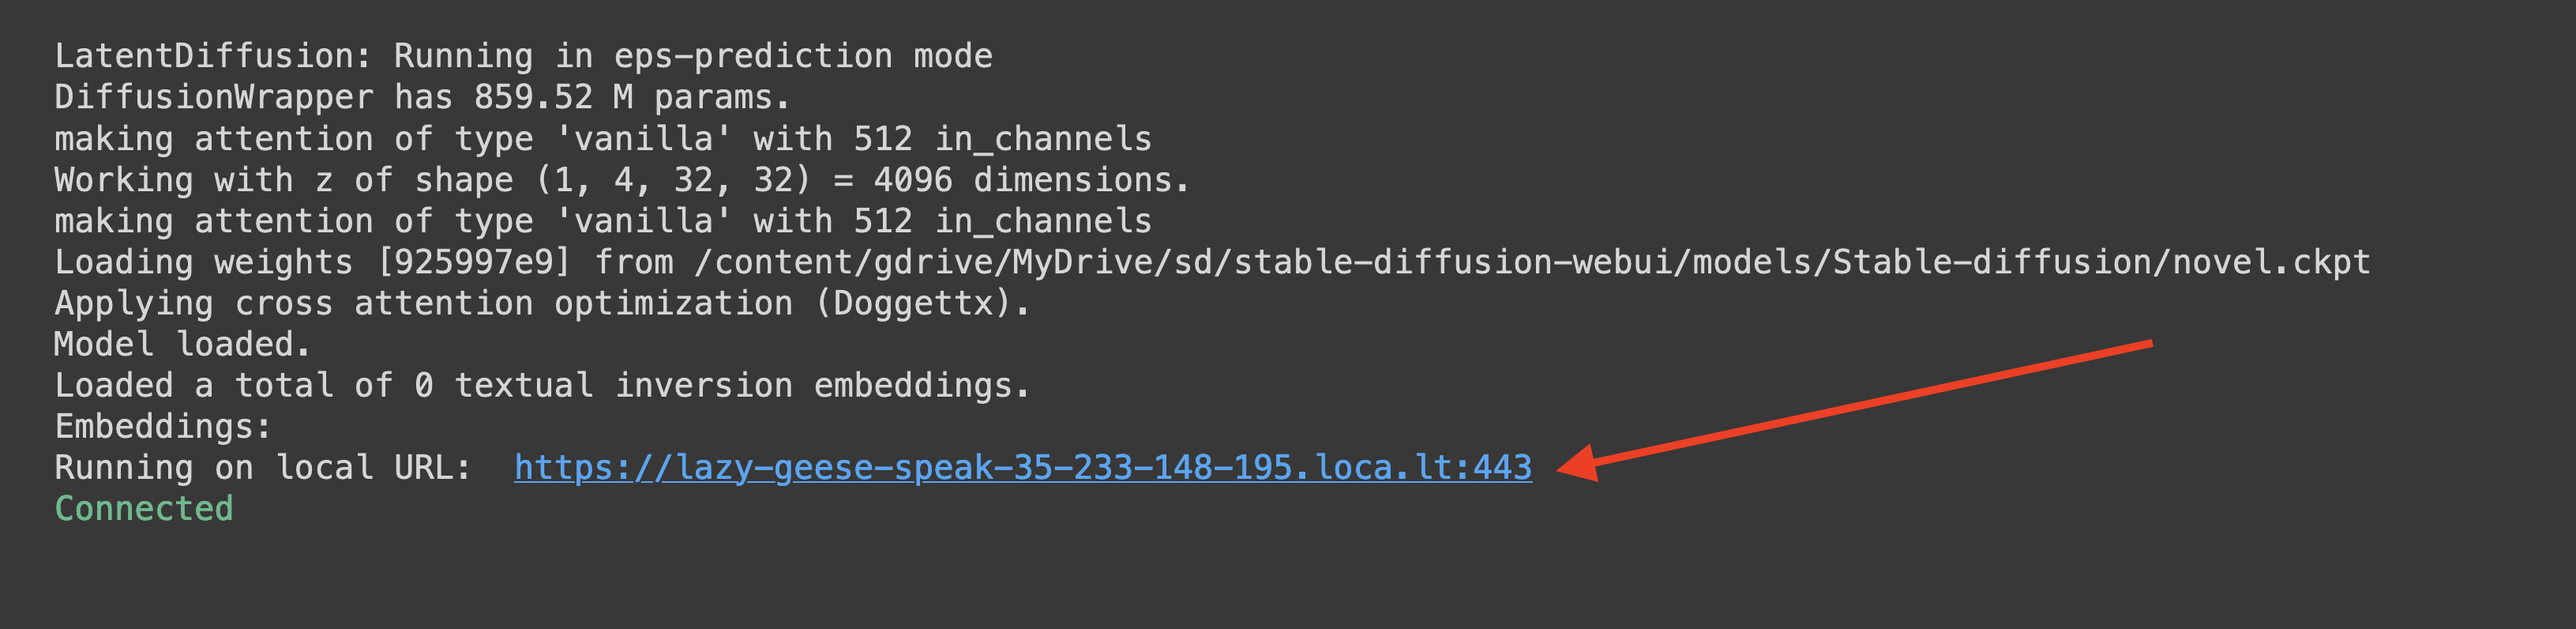 LatentDiffusion: Running in eps-prediction mode
DiffusionWrapper has 859.52 M params.
making attention of type 'vanilla' with 512 in_channels
Working with z of shape (1, 4, 32, 32) = 4096 dimensions.
making attention of type 'vanilla' with 512 in_channels
Loading weights [925997e9] from /content/gdrive/MyDrive/sd/stable-diffusion-webui/models/Stable-diffusion/novel.ckpt
Applying cross attention optimization (Doggettx).
Model loaded.
Loaded a total of 0 textual inversion embeddings.
Embeddings:
Running on local URL:  https://lazy-geese-speak-35-233-148-195.loca.lt:443
Connected